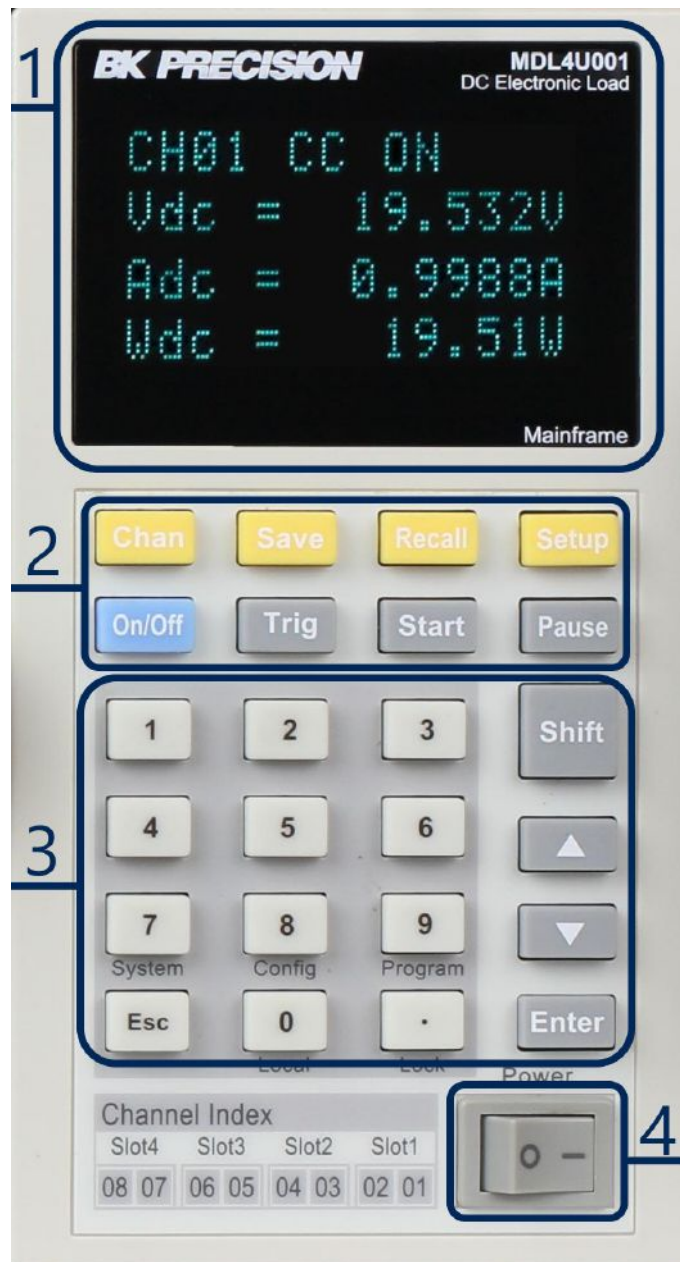 1
BK PRECISION
MDL4U001
DC Electronic Load
CH01 CC ON
Vdc = 19.532V
Adc = 0.9988A
Wdc = 19.51W
Mainframe
2
Chan Save Recall Setup
On/Off Trig Start Pause
3
1 2 3 Shift
4 5 6
7 8 9
System Config Program
Esc 0 . Enter
Local Lock Power
4
Channel Index
Slot4 Slot3 Slot2 Slot1
08 07 06 05 04 03 02 01
O –